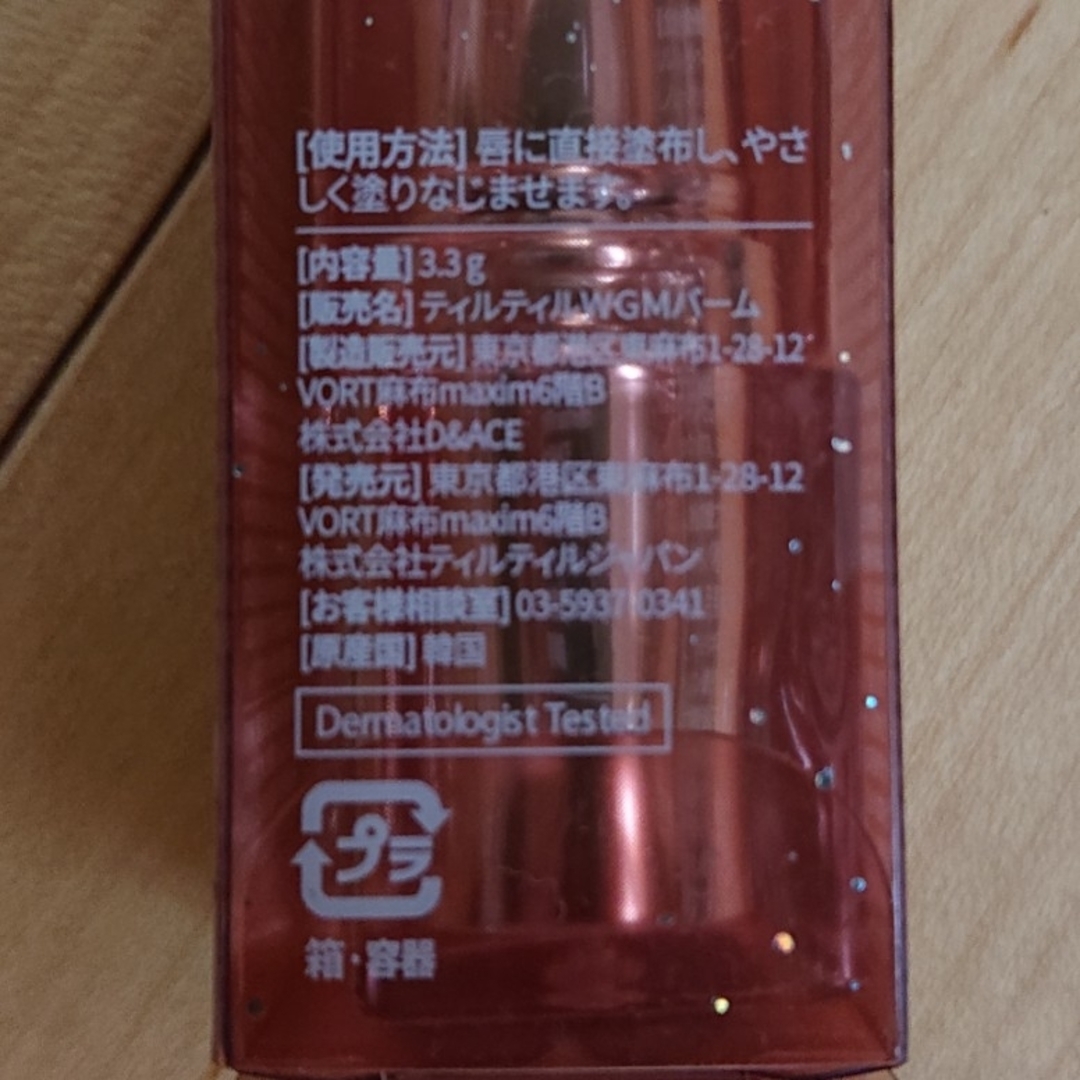 [使用方法] 唇に直接塗布し、やさ
しく塗りなじませます。
[内容量] 3.3g
[販売名] ティルティルWGMバーム
[製造販売元] 東京都港区東麻布1-28-12
VORT麻布maxim6階B
株式会社D&ACE
[発売元] 東京都港区東麻布1-28-12
VORT麻布maxim6階B
株式会社ティルティルジャパン
[お客様相談室] 03-5937-0341
[原産国] 韓国
Dermatologist Tested
プラ
箱・容器